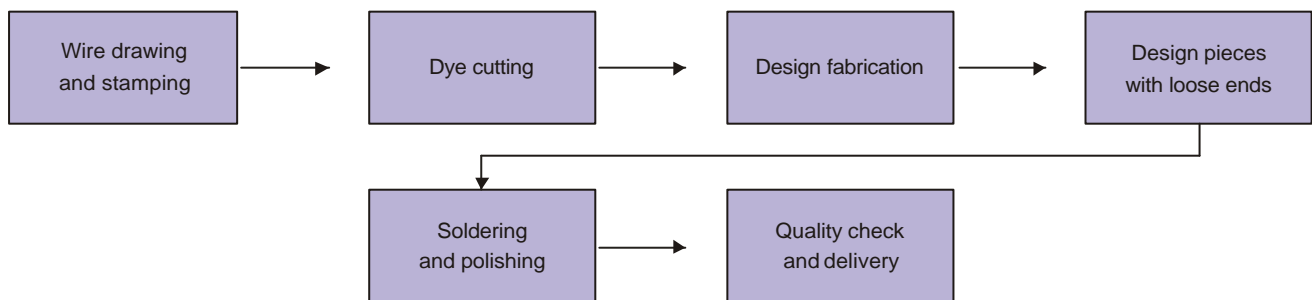 Wire drawing
and stamping
Dye cutting
Design fabrication
Design pieces
with loose ends
Soldering
and polishing
Quality check
and delivery